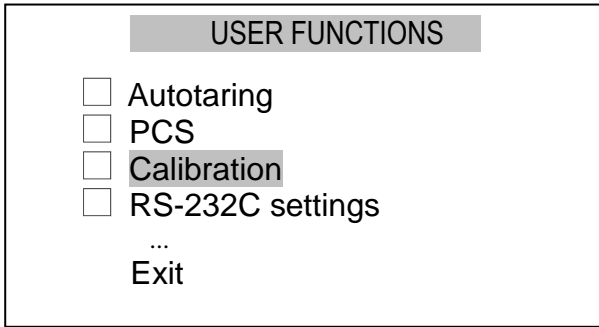 USER FUNCTIONS
Autotaring
PCS
Calibration
RS-232C settings
...
Exit